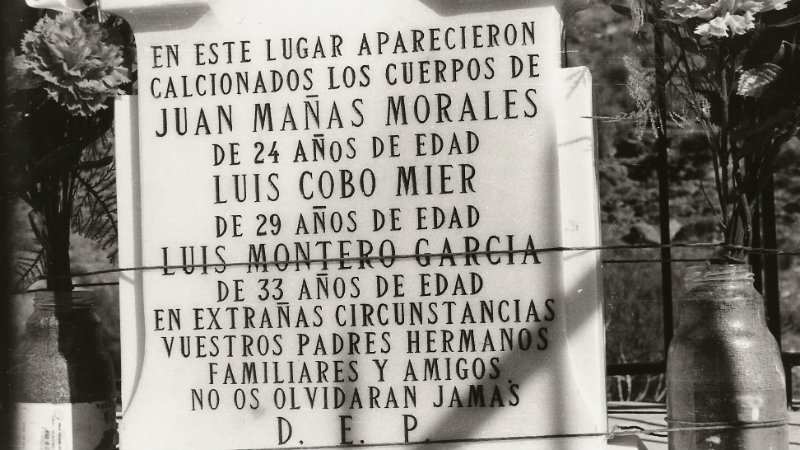 EN ESTE LUGAR APARECIERON
CALCIONADOS LOS CUERPOS DE
JUAN MAÑAS MORALES
DE 24 AÑOS DE EDAD
LUIS COBO MIER
DE 29 AÑOS DE EDAD
LUIS MONTERO GARCIA
DE 33 AÑOS DE EDAD
EN EXTRAÑAS CIRCUNSTANCIAS
VUESTROS PADRES HERMANOS
FAMILIARES Y AMIGOS.
NO OS OLVIDARAN JAMAS
D. E. P.